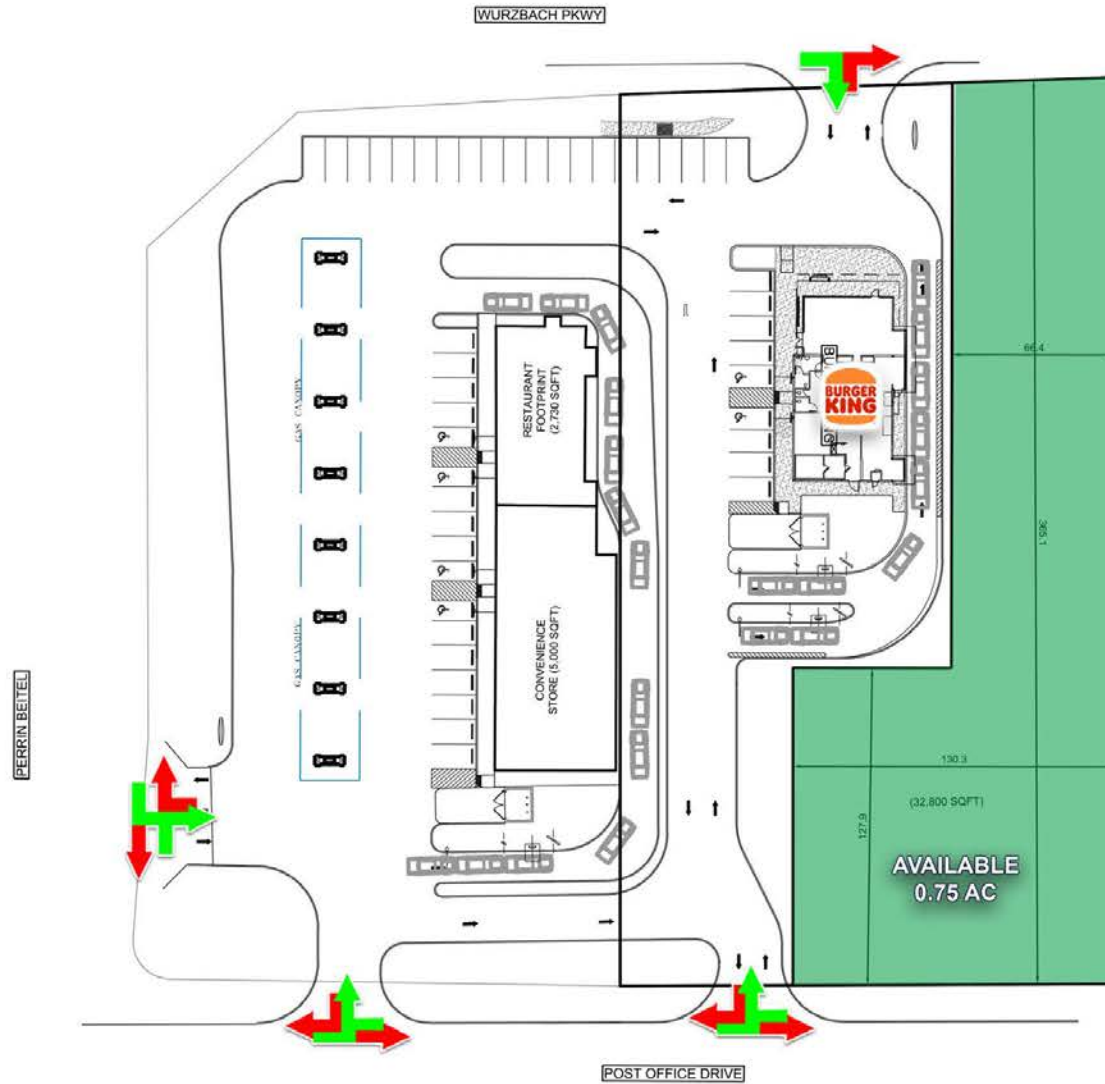 WURZBACH PKWY
GAS CANOPY
RESTAURANT
FOOTPRINT
(2,730 SQFT)
BURGER
KING
66.4
365.1
GAS CANOPY
CONVENIENCE
STORE (5,000 SQFT)
PERRIN BEITEL
130.3
(32,800 SQFT)
127.9
AVAILABLE
0.75 AC
POST OFFICE DRIVE